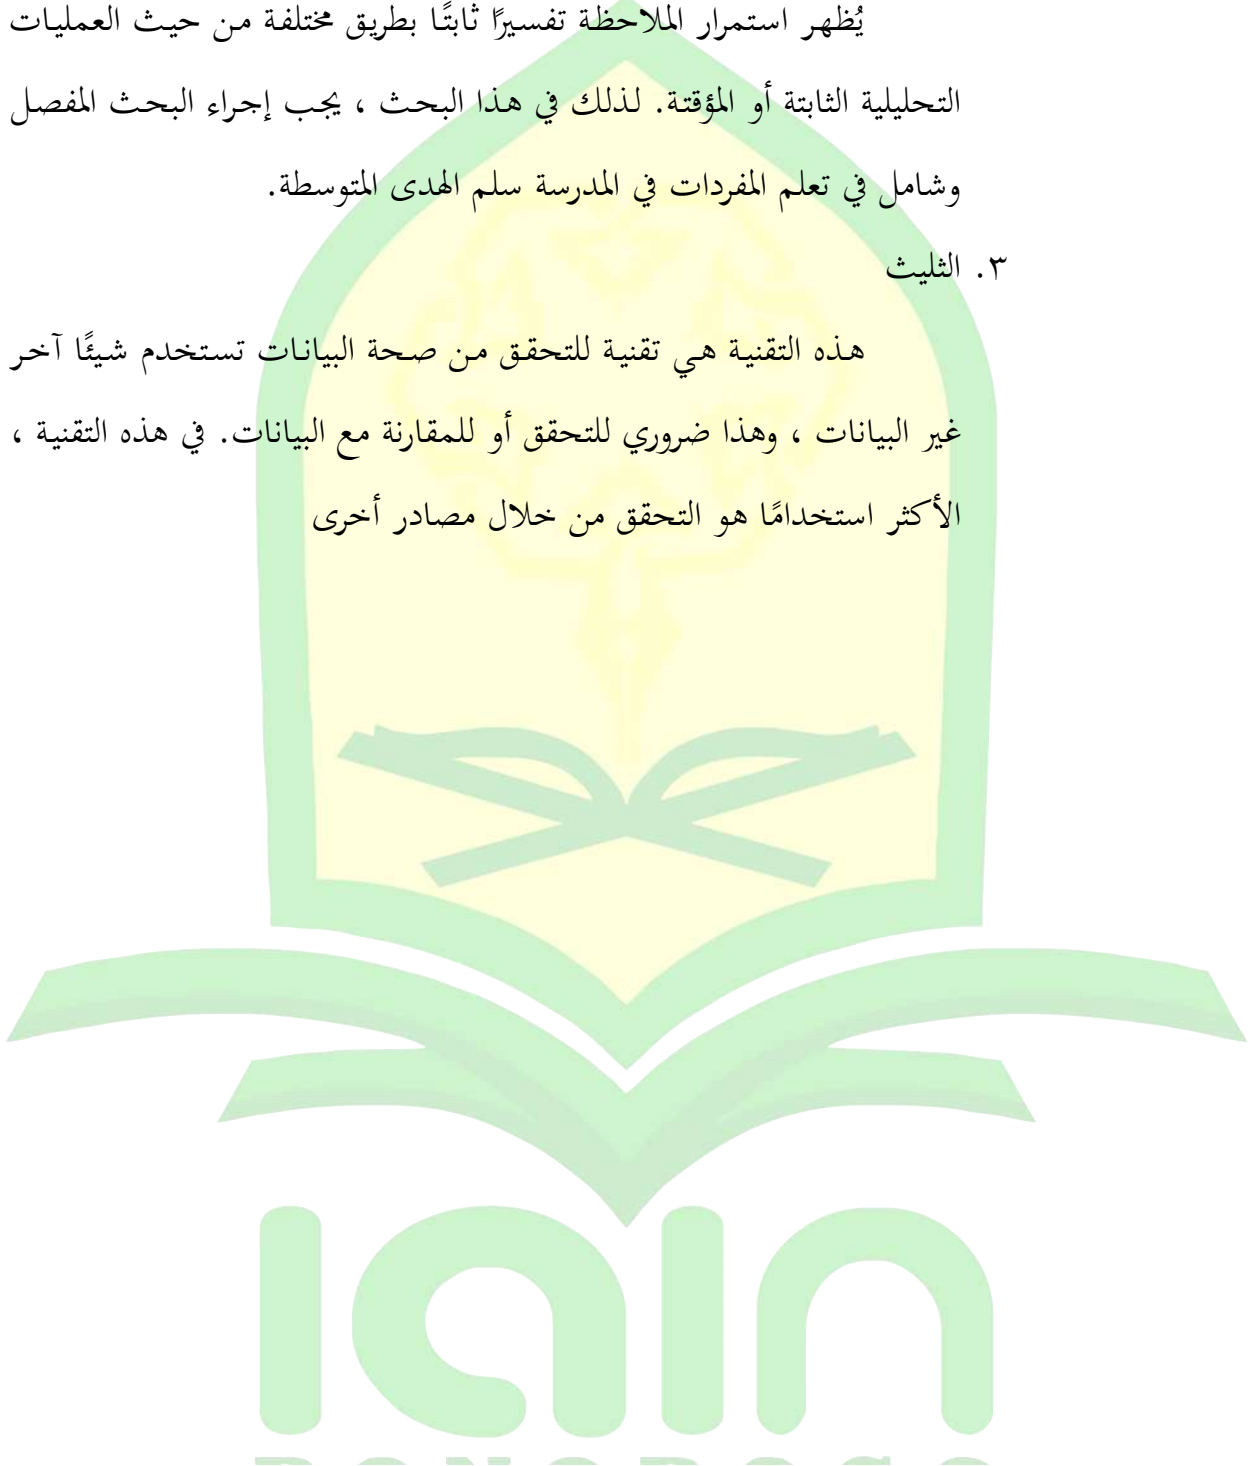 يُظهر استمرار الملاحظة تفسيرًا ثابتًا بطريق مختلفة من حيث العمليات
التحليلية الثابتة أو المؤقتة. لذلك في هذا البحث ، يجب إجراء البحث المفصل
وشامل في تعلم المفردات في المدرسة سلم الهدى المتوسطة.
٣. الثليث
هذه التقنية هي تقنية للتحقق من صحة البيانات تستخدم شيئًا آخر
غير البيانات ، وهذا ضروري للتحقق أو للمقارنة مع البيانات. في هذه التقنية ،
الأكثر استخدامًا هو التحقق من خلال مصادر أخرى
iain
PONOROGO